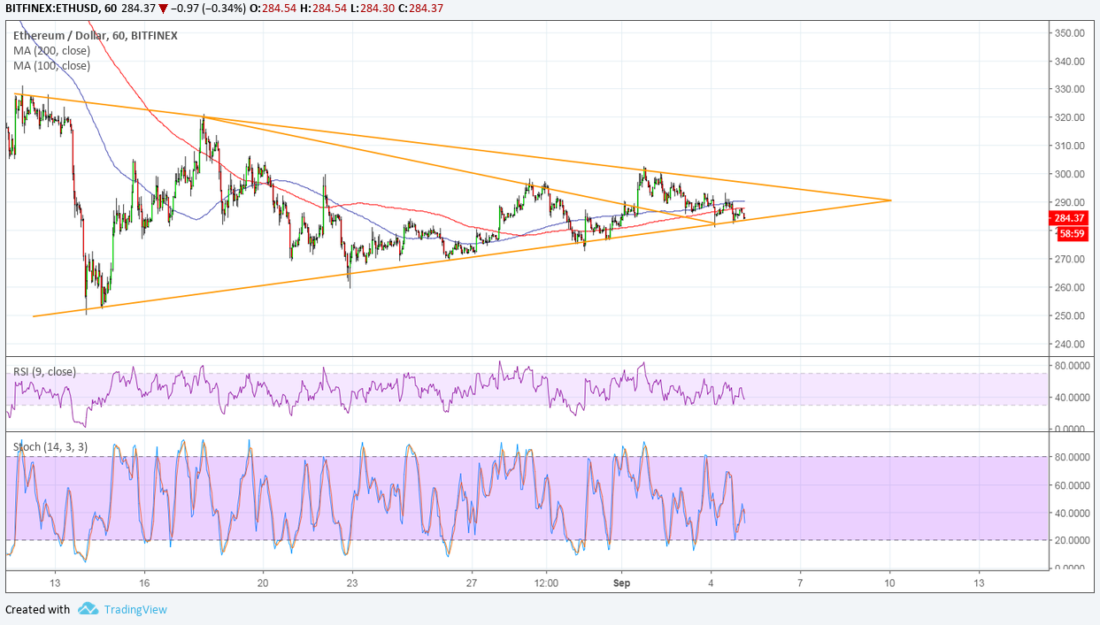 BITFINEX:ETHUSD, 60 284.37 ▼ −0.97 (−0.34%) O:284.54 H:284.54 L:284.30 C:284.37
Ethereum / Dollar, 60, BITFINEX
MA (200, close)
MA (100, close)
350.00
340.00
330.00
320.00
310.00
300.00
290.00
284.37
58:59
270.00
260.00
250.00
240.00
RSI (9, close)
80.0000
40.0000
0.0000
Stoch (14, 3, 3)
80.0000
60.0000
40.0000
20.0000
0.0000
13 16 20 23 27 12:00 Sep 4 7 10 13
Created with TradingView